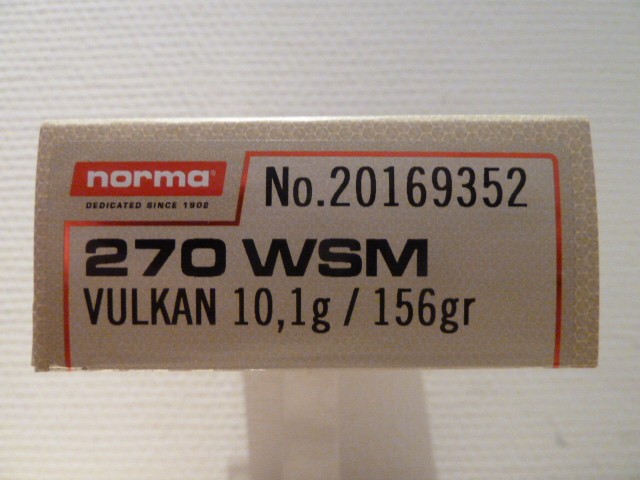 norma
DEDICATED SINCE 1902
No.20169352
270 WSM
VULKAN 10,1g / 156gr